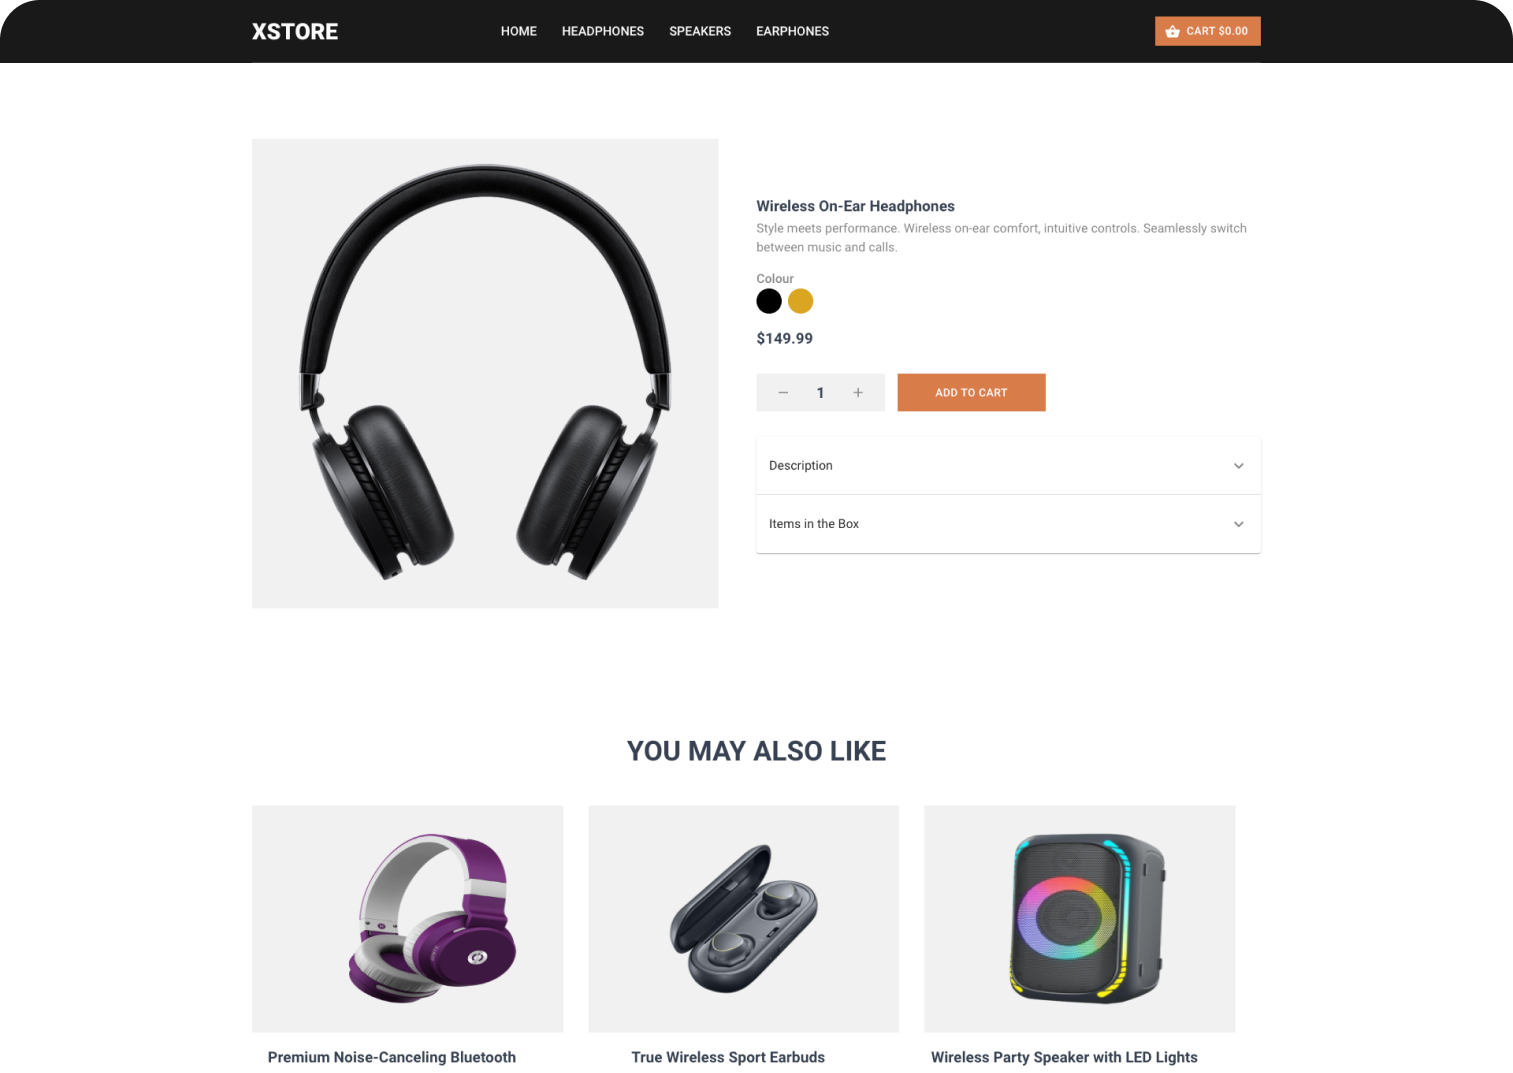 XSTORE
HOME HEADPHONES SPEAKERS EARPHONES
CART $0.00
Wireless On-Ear Headphones
Style meets performance. Wireless on-ear comfort, intuitive controls. Seamlessly switch
between music and calls.
Colour
$149.99
− 1 +
ADD TO CART
Description
Items in the Box
YOU MAY ALSO LIKE
Premium Noise-Canceling Bluetooth
True Wireless Sport Earbuds
Wireless Party Speaker with LED Lights